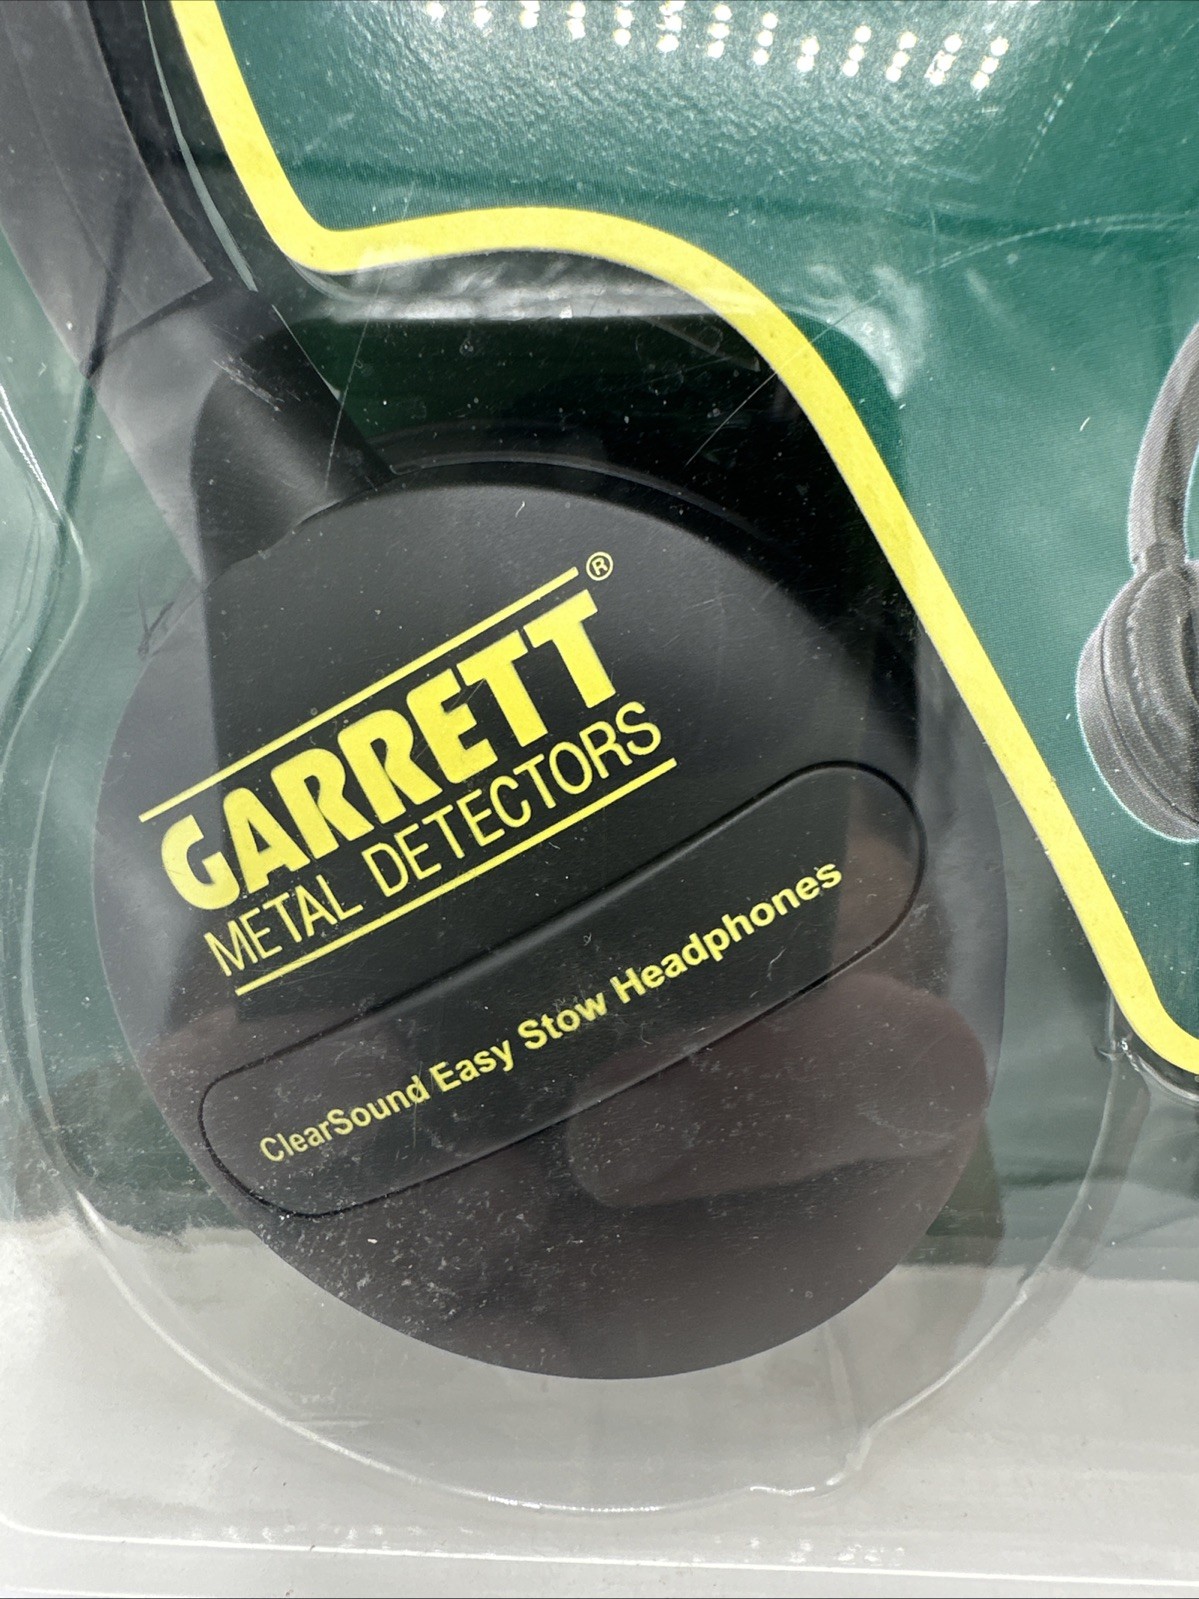 GARRETT®
METAL DETECTORS
ClearSound Easy Stow Headphones